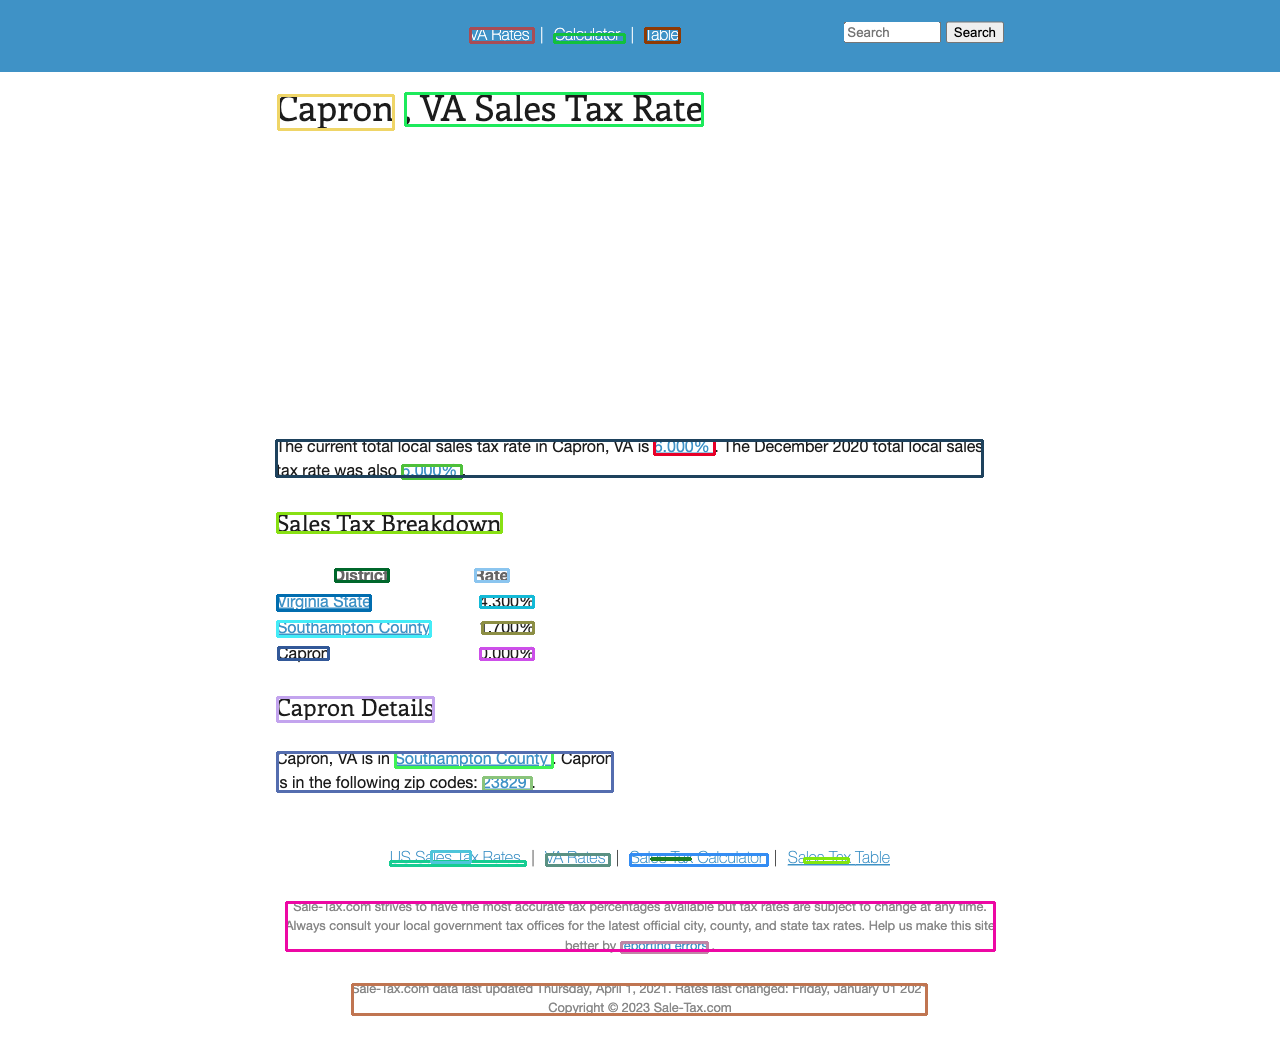 VA Rates | Calculator | Table Search Search
Capron , VA Sales Tax Rate
The current total local sales tax rate in Capron, VA is 6.000% . The December 2020 total local sales
tax rate was also 6.000% .
Sales Tax Breakdown
District Rate
Virginia State 4.300%
Southampton County 1.700%
Capron 0.000%
Capron Details
Capron, VA is in Southampton County . Capron
is in the following zip codes: 23829 .
US Sales Tax Rates | VA Rates | Sales Tax Calculator | Sales Tax Table
Sale-Tax.com strives to have the most accurate tax percentages available but tax rates are subject to change at any time.
Always consult your local government tax offices for the latest official city, county, and state tax rates. Help us make this site
better by reporting errors .
Sale-Tax.com data last updated Thursday, April 1, 2021. Rates last changed: Friday, January 01 2021
Copyright © 2023 Sale-Tax.com